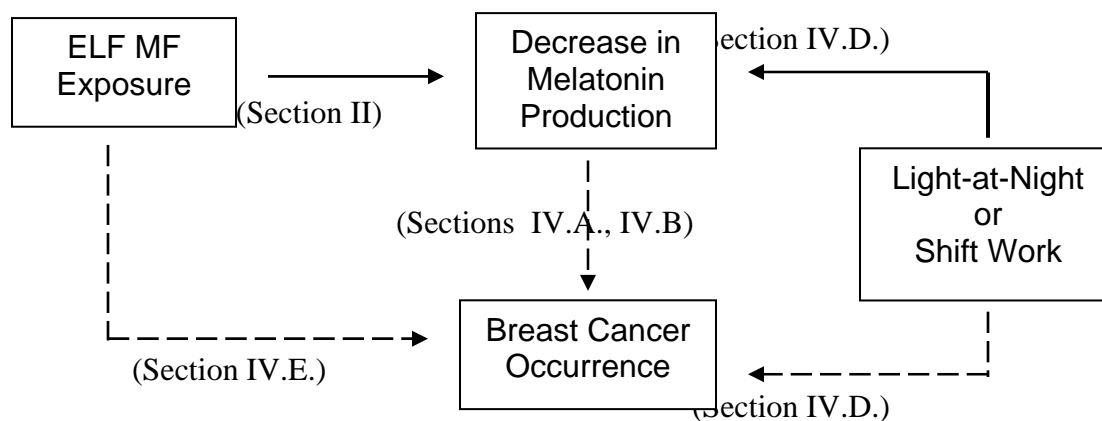 ELF MF
Exposure
(Section II)
Decrease in
Melatonin
Production
Section IV.D.)
Light-at-Night
or
Shift Work
(Sections IV.A., IV.B)
Breast Cancer
Occurrence
(Section IV.E.)
(Section IV.D.)